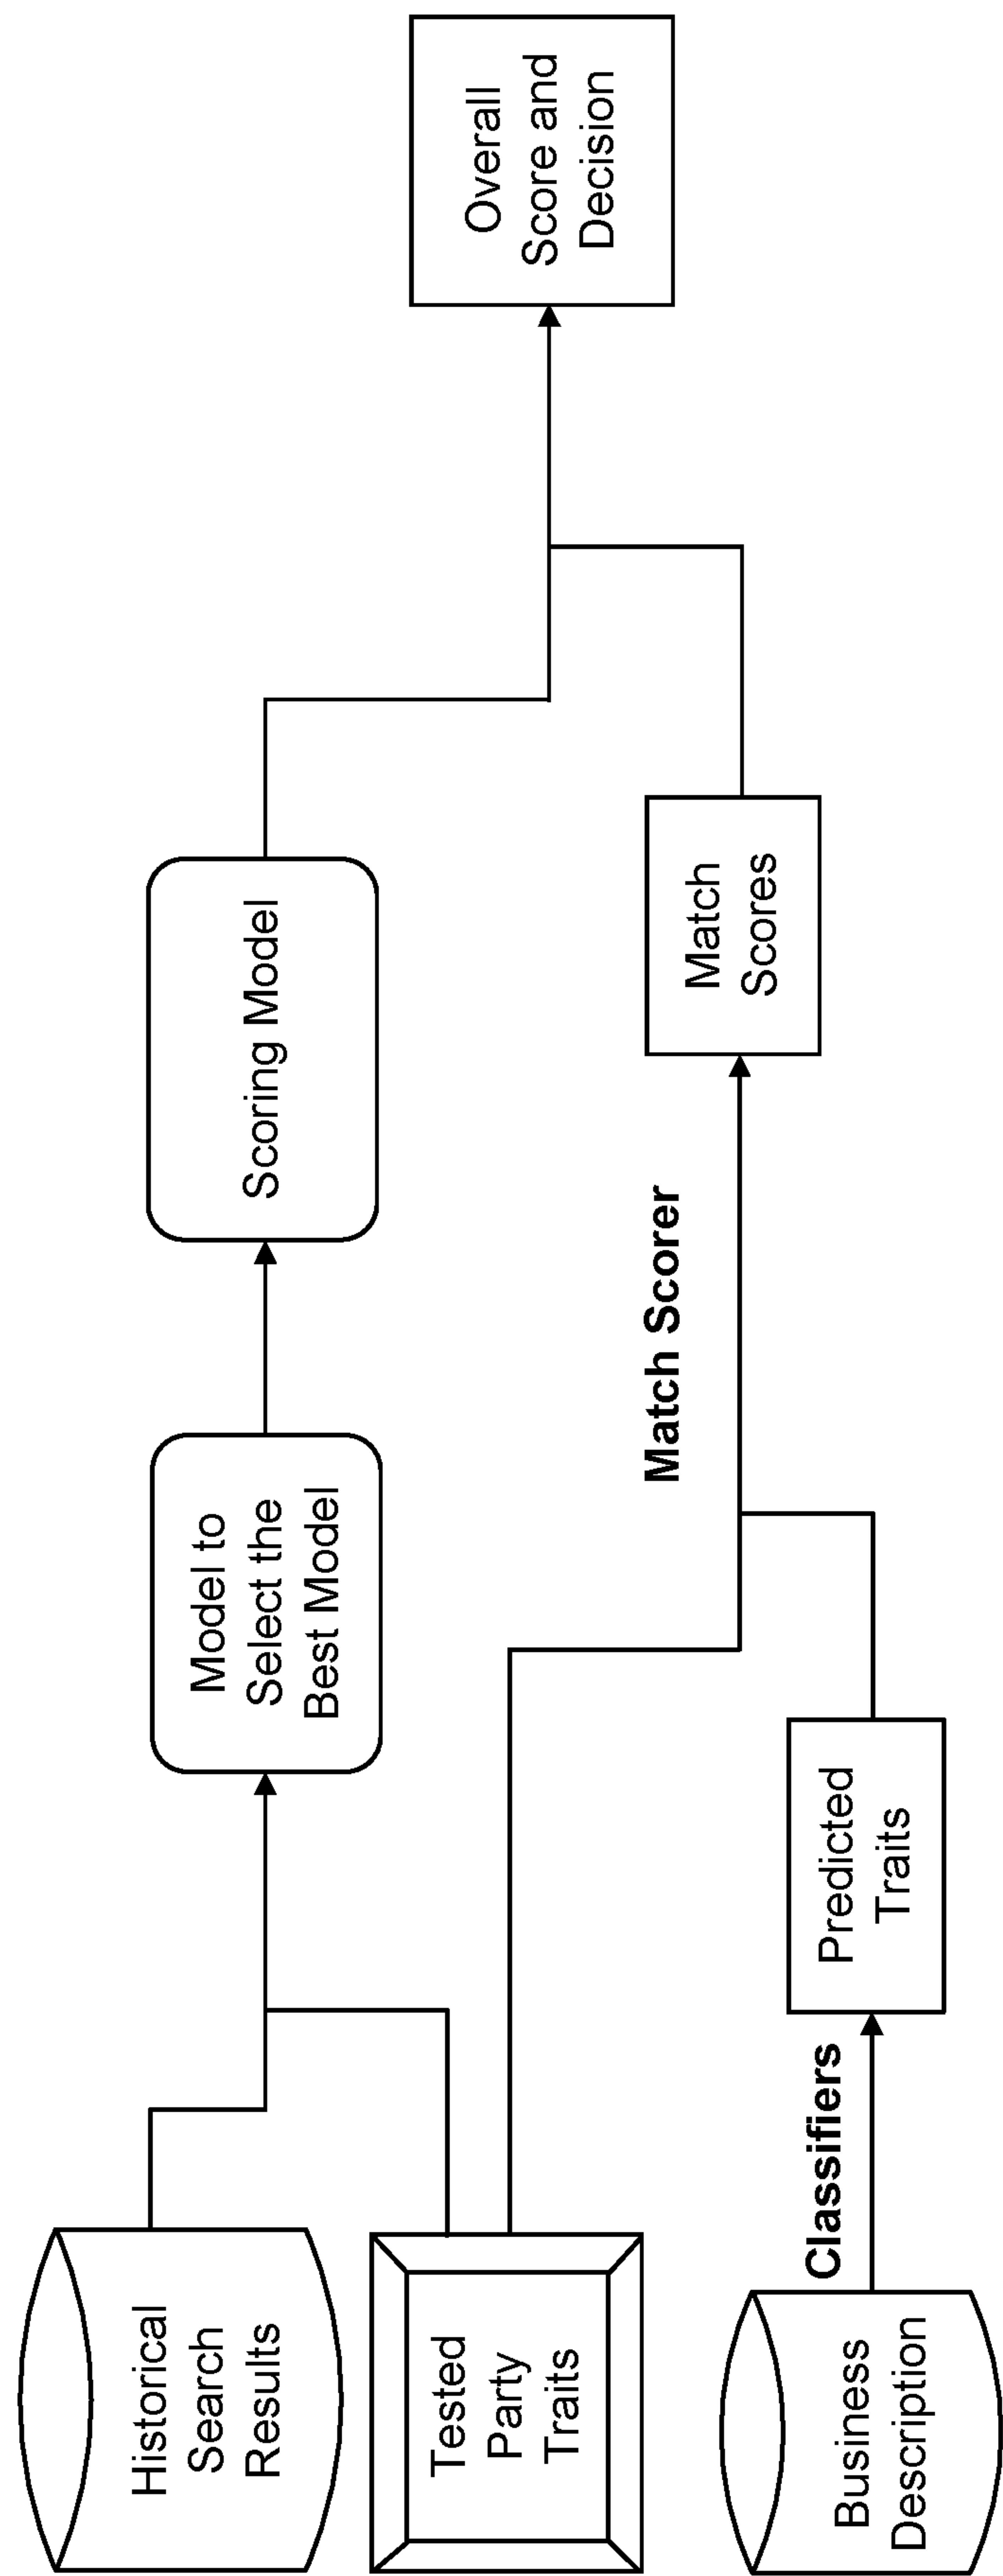 Historical
Search
Results
Tested
Party
Traits
Business
Description
Classifiers
Predicted
Traits
Model to
Select the
Best Model
Match Scorer
Scoring Model
Match
Scores
Overall
Score and
Decision